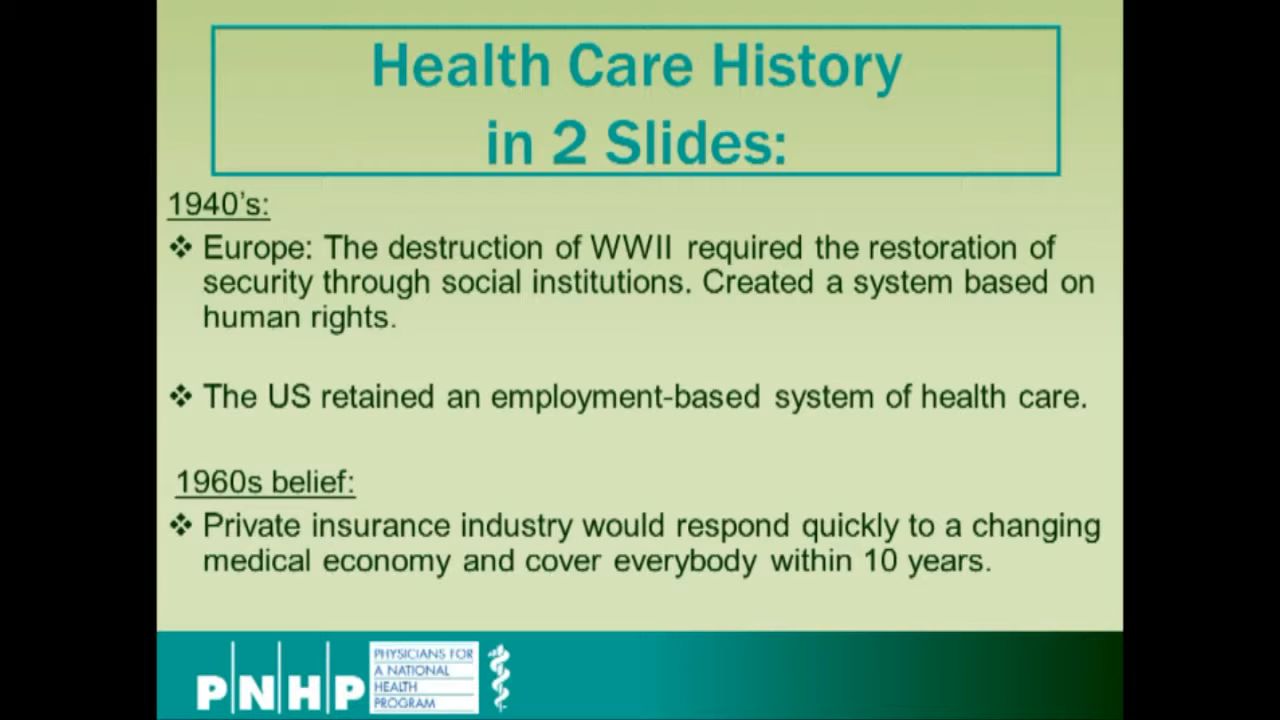 Health Care History
in 2 Slides:
1940's:
❖ Europe: The destruction of WWII required the restoration of
security through social institutions. Created a system based on
human rights.
❖ The US retained an employment-based system of health care.
1960s belief:
❖ Private insurance industry would respond quickly to a changing
medical economy and cover everybody within 10 years.
PNHP
PHYSICIANS FOR
A NATIONAL
HEALTH
PROGRAM